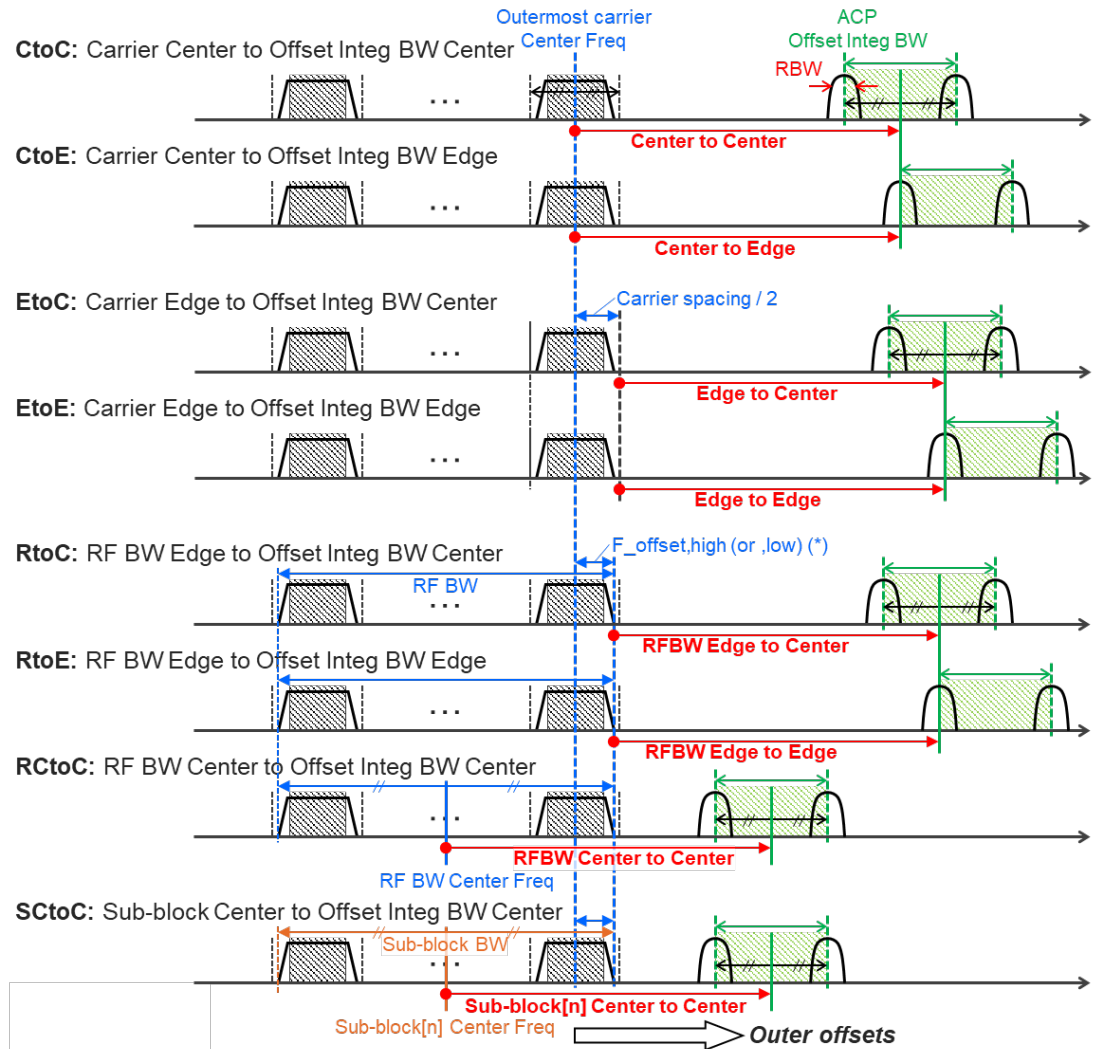 Outermost carrier
Center Freq
ACP
Offset Integ BW
CtoC: Carrier Center to Offset Integ BW Center
RBW
...
Center to Center
CtoE: Carrier Center to Offset Integ BW Edge
...
Center to Edge
EtoC: Carrier Edge to Offset Integ BW Center
Carrier spacing / 2
...
Edge to Center
EtoE: Carrier Edge to Offset Integ BW Edge
...
Edge to Edge
RtoC: RF BW Edge to Offset Integ BW Center
F_offset,high (or ,low) (*)
RF BW
...
RFBW Edge to Center
RtoE: RF BW Edge to Offset Integ BW Edge
...
RFBW Edge to Edge
RCtoC: RF BW Center to Offset Integ BW Center
...
RFBW Center to Center
RF BW Center Freq
SCtoC: Sub-block Center to Offset Integ BW Center
Sub-block BW
...
Sub-block[n] Center to Center
Sub-block[n] Center Freq
Outer offsets